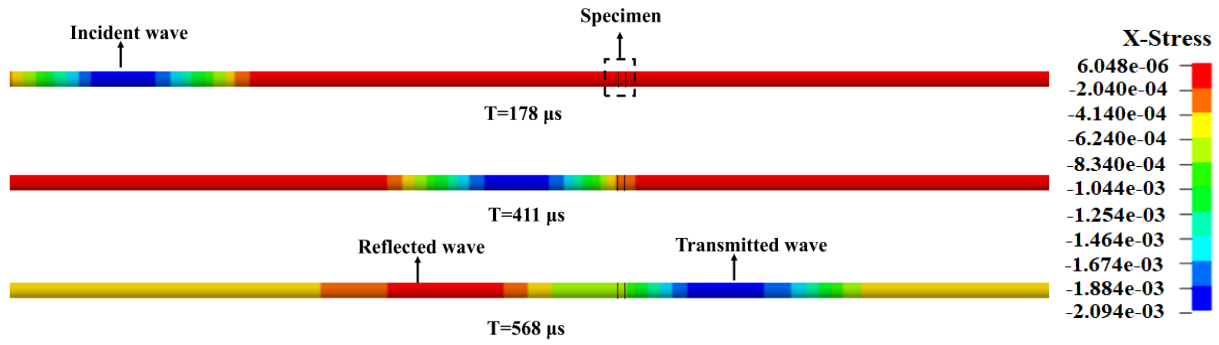 Incident wave
Specimen
T=178 µs
T=411 µs
Reflected wave
Transmitted wave
T=568 µs
X-Stress
6.048e-06
-2.040e-04
-4.140e-04
-6.240e-04
-8.340e-04
-1.044e-03
-1.254e-03
-1.464e-03
-1.674e-03
-1.884e-03
-2.094e-03